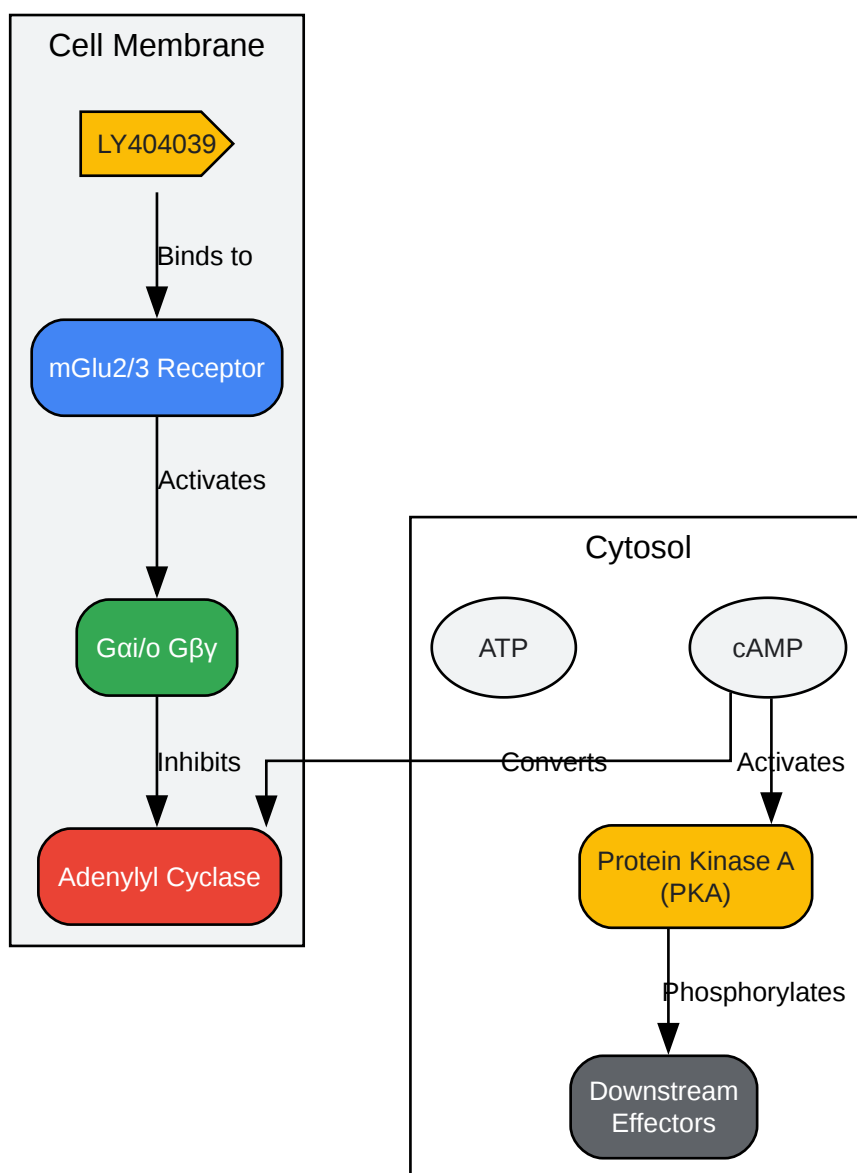 Cell Membrane
LY404039
Binds to
mGlu2/3 Receptor
Activates
Gαi/o Gβγ
Inhibits
Adenylyl Cyclase
Cytosol
ATP
cAMP
Converts
Activates
Protein Kinase A
(PKA)
Phosphorylates
Downstream
Effectors